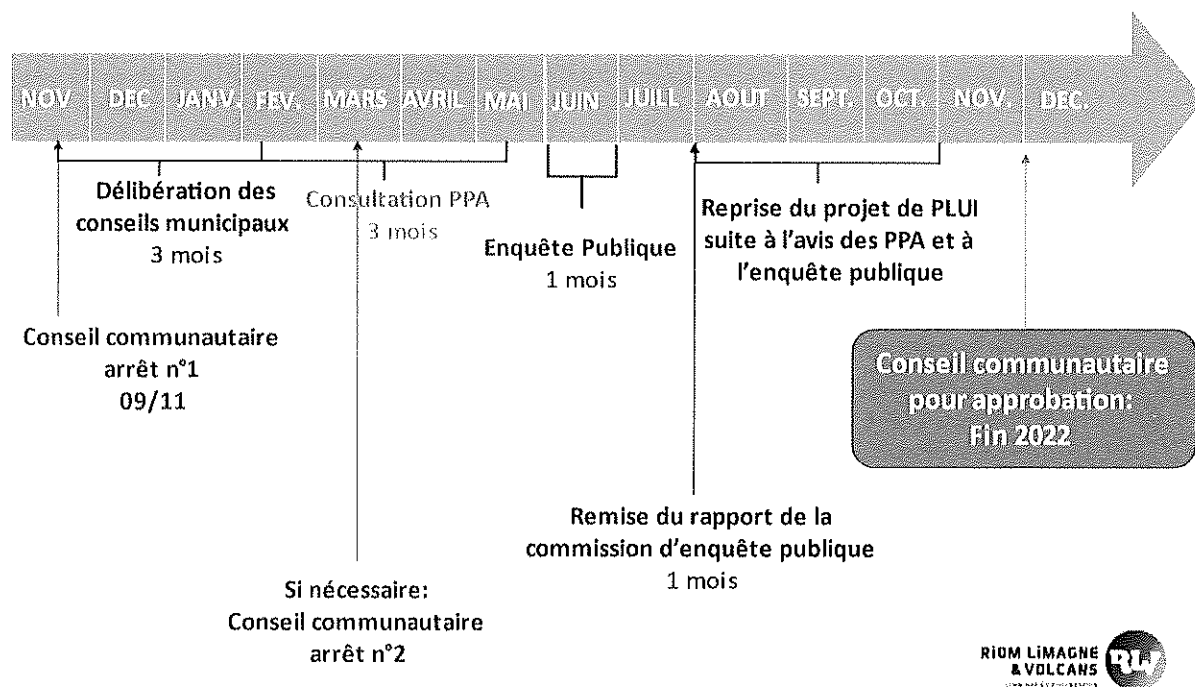 NOV. DEC JANV. FEV. MARS AVRIL MAI JUIN JUILL AOUT SEPT. OCT. NOV. DEC.
Délibération des
conseils municipaux
3 mois
Consultation PPA
3 mois
Enquête Publique
1 mois
Reprise du projet de PLUI
suite à l'avis des PPA et à
l'enquête publique
Conseil communautaire
arrêt n°1
09/11
Conseil communautaire
pour approbation:
Fin 2022
Remise du rapport de la
commission d'enquête publique
1 mois
Si nécessaire:
Conseil communautaire
arrêt n°2
RIOM LIMAGNE
& VOLCANS
RLV